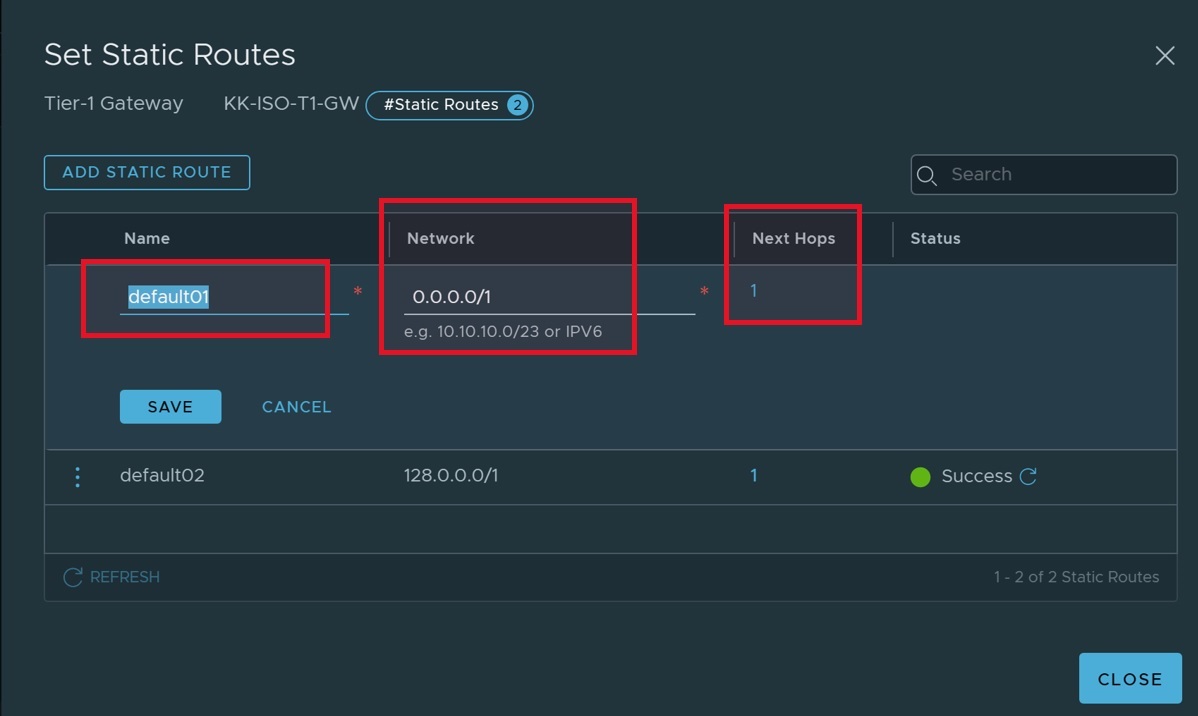 Set Static Routes
Tier-1 Gateway KK-ISO-T1-GW #Static Routes 2
ADD STATIC ROUTE
Search
Name Network Next Hops Status
default01 * 0.0.0.0/1 * 1
e.g. 10.10.10.0/23 or IPV6
SAVE CANCEL
default02 128.0.0.0/1 1 Success
REFRESH 1 - 2 of 2 Static Routes
CLOSE